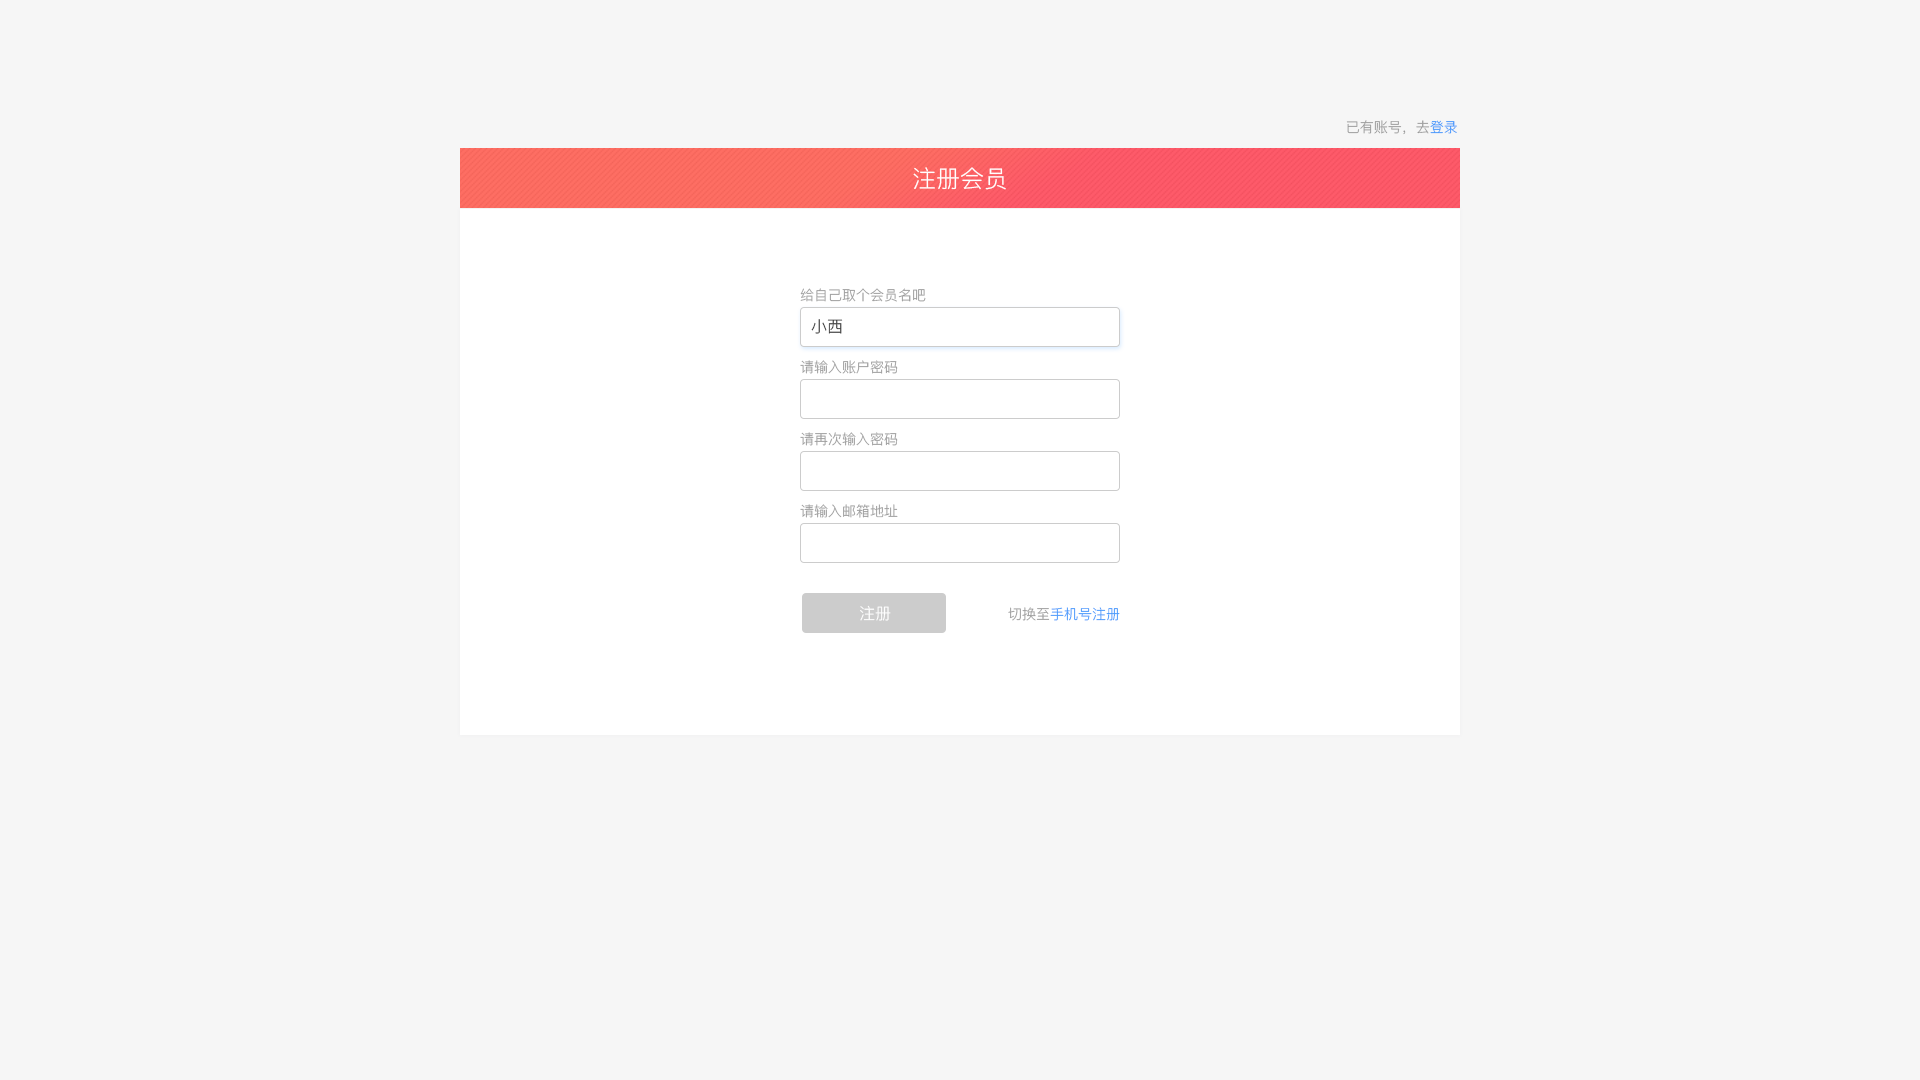 已有账号，去登录
注册会员
给自己取个会员名吧
小西
请输入账户密码
请再次输入密码
请输入邮箱地址
注册
切换至手机号注册